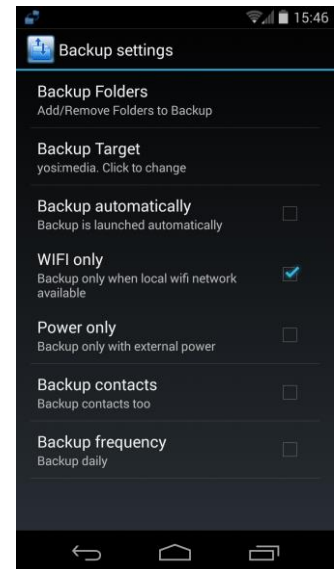 15:46
Backup settings
Backup Folders
Add/Remove Folders to Backup
Backup Target
yosi:media. Click to change
Backup automatically
Backup is launched automatically
WIFI only
Backup only when local wifi network
available
Power only
Backup only with external power
Backup contacts
Backup contacts too
Backup frequency
Backup daily